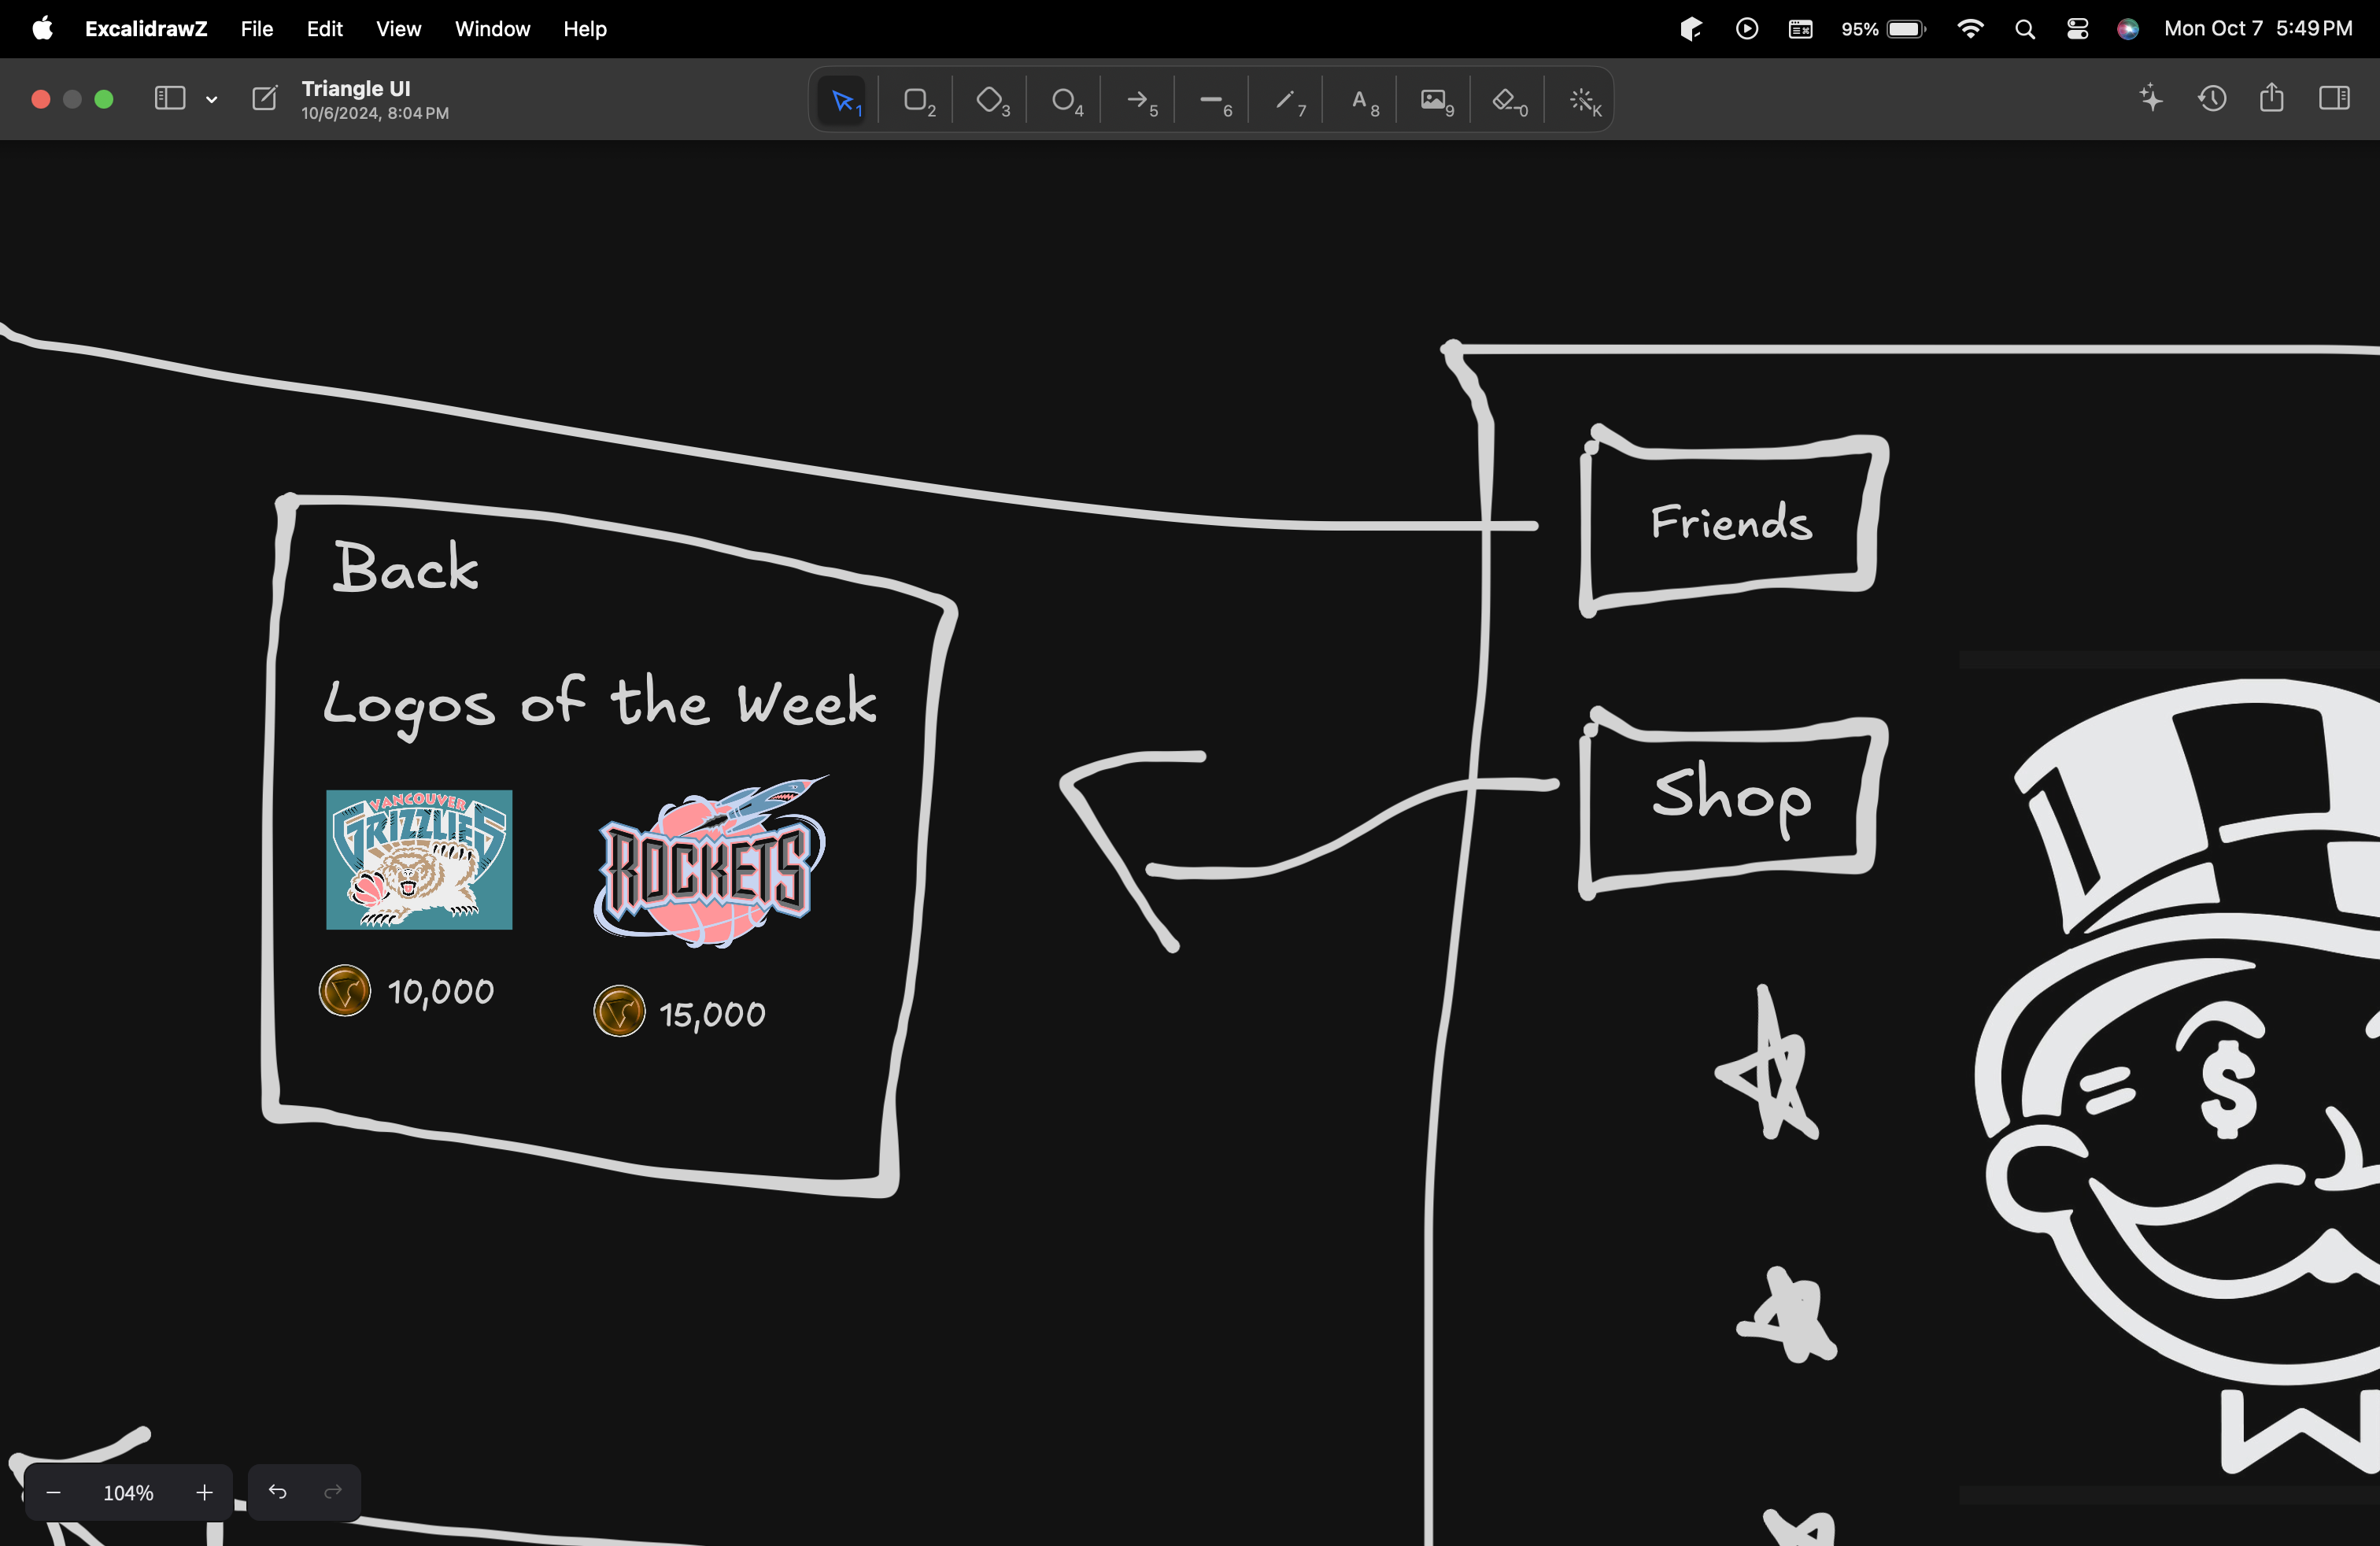 ExcalidrawZ File Edit View Window Help 95% Mon Oct 7 5:49 PM
Triangle UI
10/6/2024, 8:04 PM
1 2 3 4 5 6 7 A 8 9 0 K
Friends
Back
Logos of the Week
Shop
VANCOUVER
GRIZZLIES
ROCKETS
10,000
15,000
$
104%